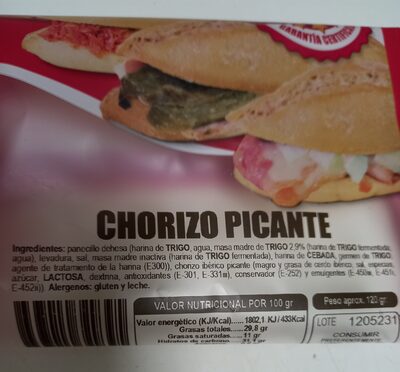 GARANTÍA CERTIFIC
CHORIZO PICANTE
Ingredientes: panecillo dehesa (harina de TRIGO, agua, masa madre de TRIGO 2,9% (harina de TRIGO fermentada,
agua), levadura, sal, masa madre inactiva (harina de TRIGO fermentada), harina de CEBADA, germen de TRIGO,
agente de tratamiento de la harina (E300)), chorizo ibérico picante (magro y grasa de cerdo ibérico, sal, especias,
azúcar, LACTOSA, dextrina, antioxidantes (E-301, E-331iii), conservador (E-252) y emulgentes (E-450iii, E-451i,
E-452ii)). Alergenos: gluten y leche.
VALOR NUTRICIONAL POR 100 gr
Peso aprox. 120 gr
Valor energético (KJ/Kcal).....1802,1 KJ / 433Kcal
LOTE 1205231
Grasas totales.....29,8 gr
Grasas saturadas.....11 gr
CONSUMIR
PREFERENTEMENTE
Hidratos de carbono